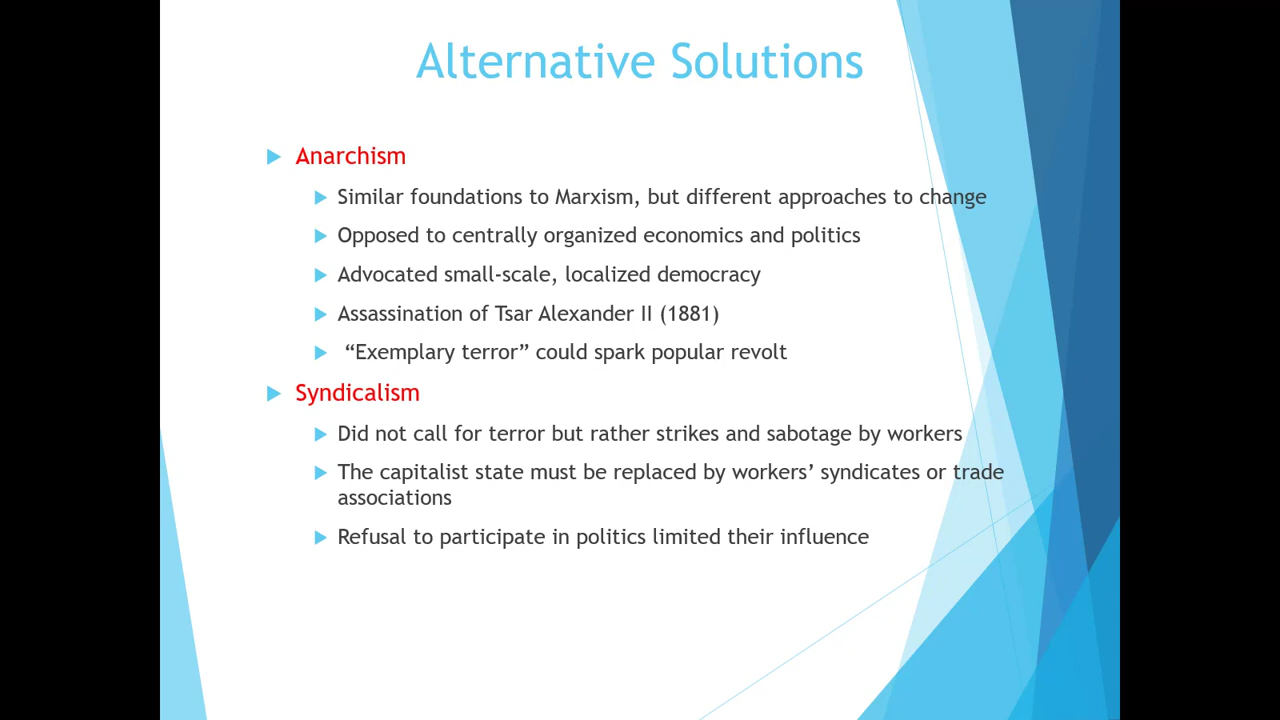 Alternative Solutions
Anarchism
Similar foundations to Marxism, but different approaches to change
Opposed to centrally organized economics and politics
Advocated small-scale, localized democracy
Assassination of Tsar Alexander II (1881)
“Exemplary terror” could spark popular revolt
Syndicalism
Did not call for terror but rather strikes and sabotage by workers
The capitalist state must be replaced by workers’ syndicates or trade
associations
Refusal to participate in politics limited their influence